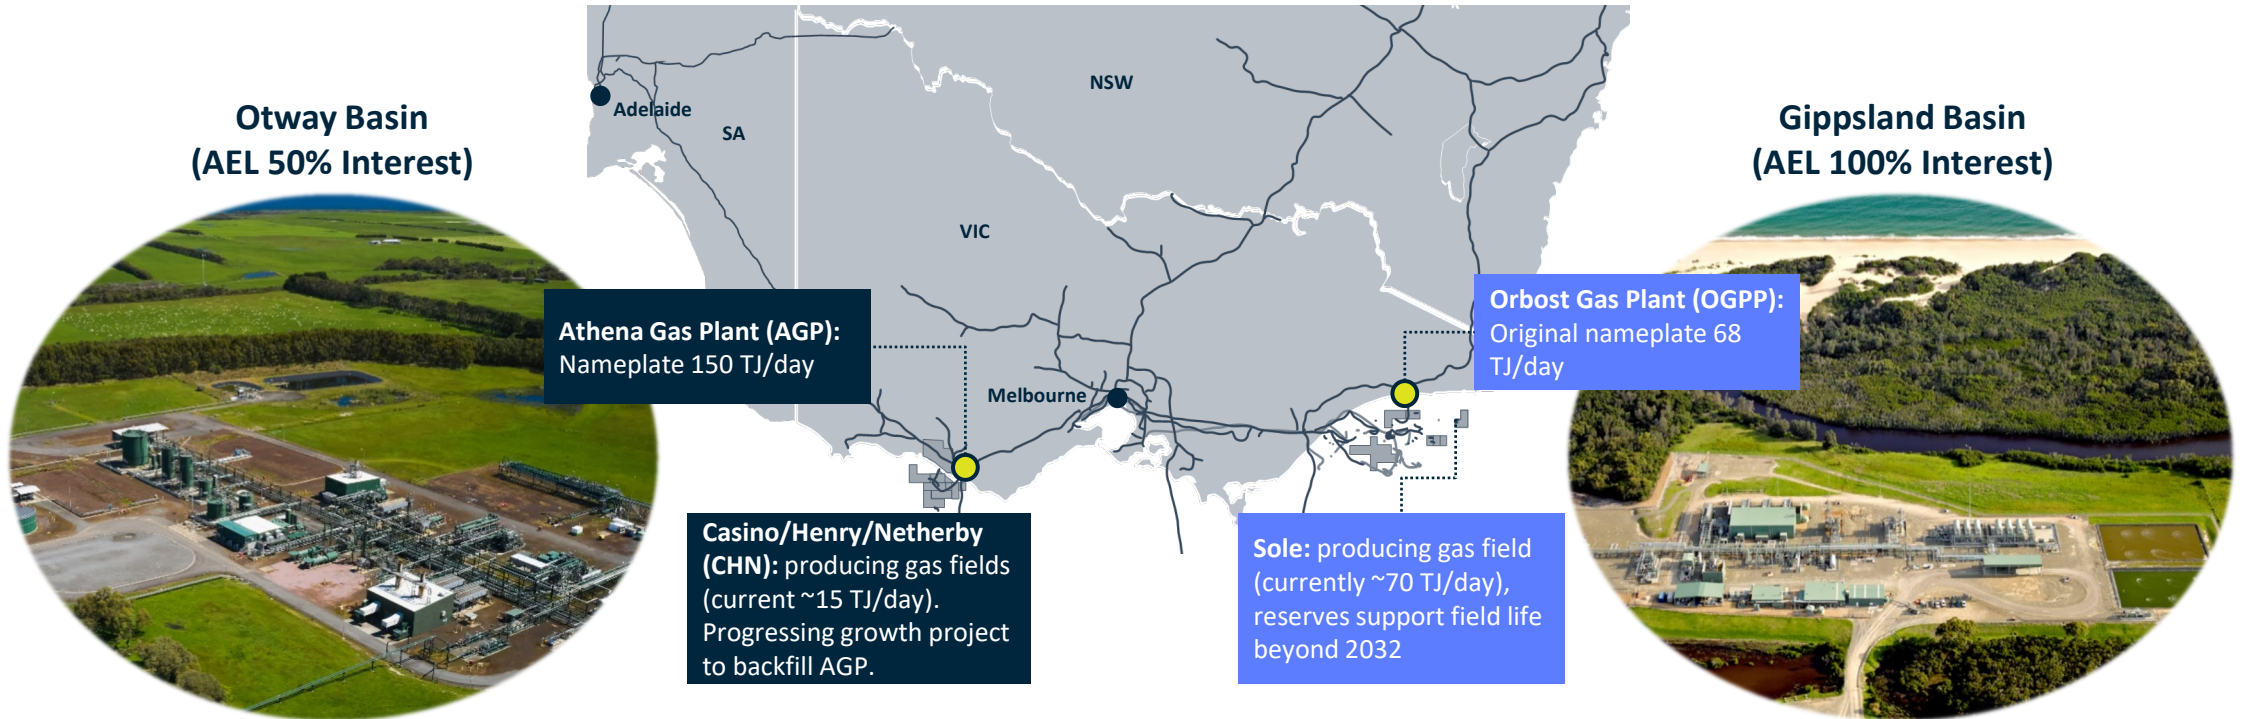 Otway Basin
(AEL 50% Interest)
Adelaide
SA
NSW
VIC
Melbourne
Gippsland Basin
(AEL 100% Interest)
Athena Gas Plant (AGP):
Nameplate 150 TJ/day
Orbost Gas Plant (OGPP):
Original nameplate 68
TJ/day
Casino/Henry/Netherby
(CHN): producing gas fields
(current ~15 TJ/day).
Progressing growth project
to backfill AGP.
Sole: producing gas field
(currently ~70 TJ/day),
reserves support field life
beyond 2032